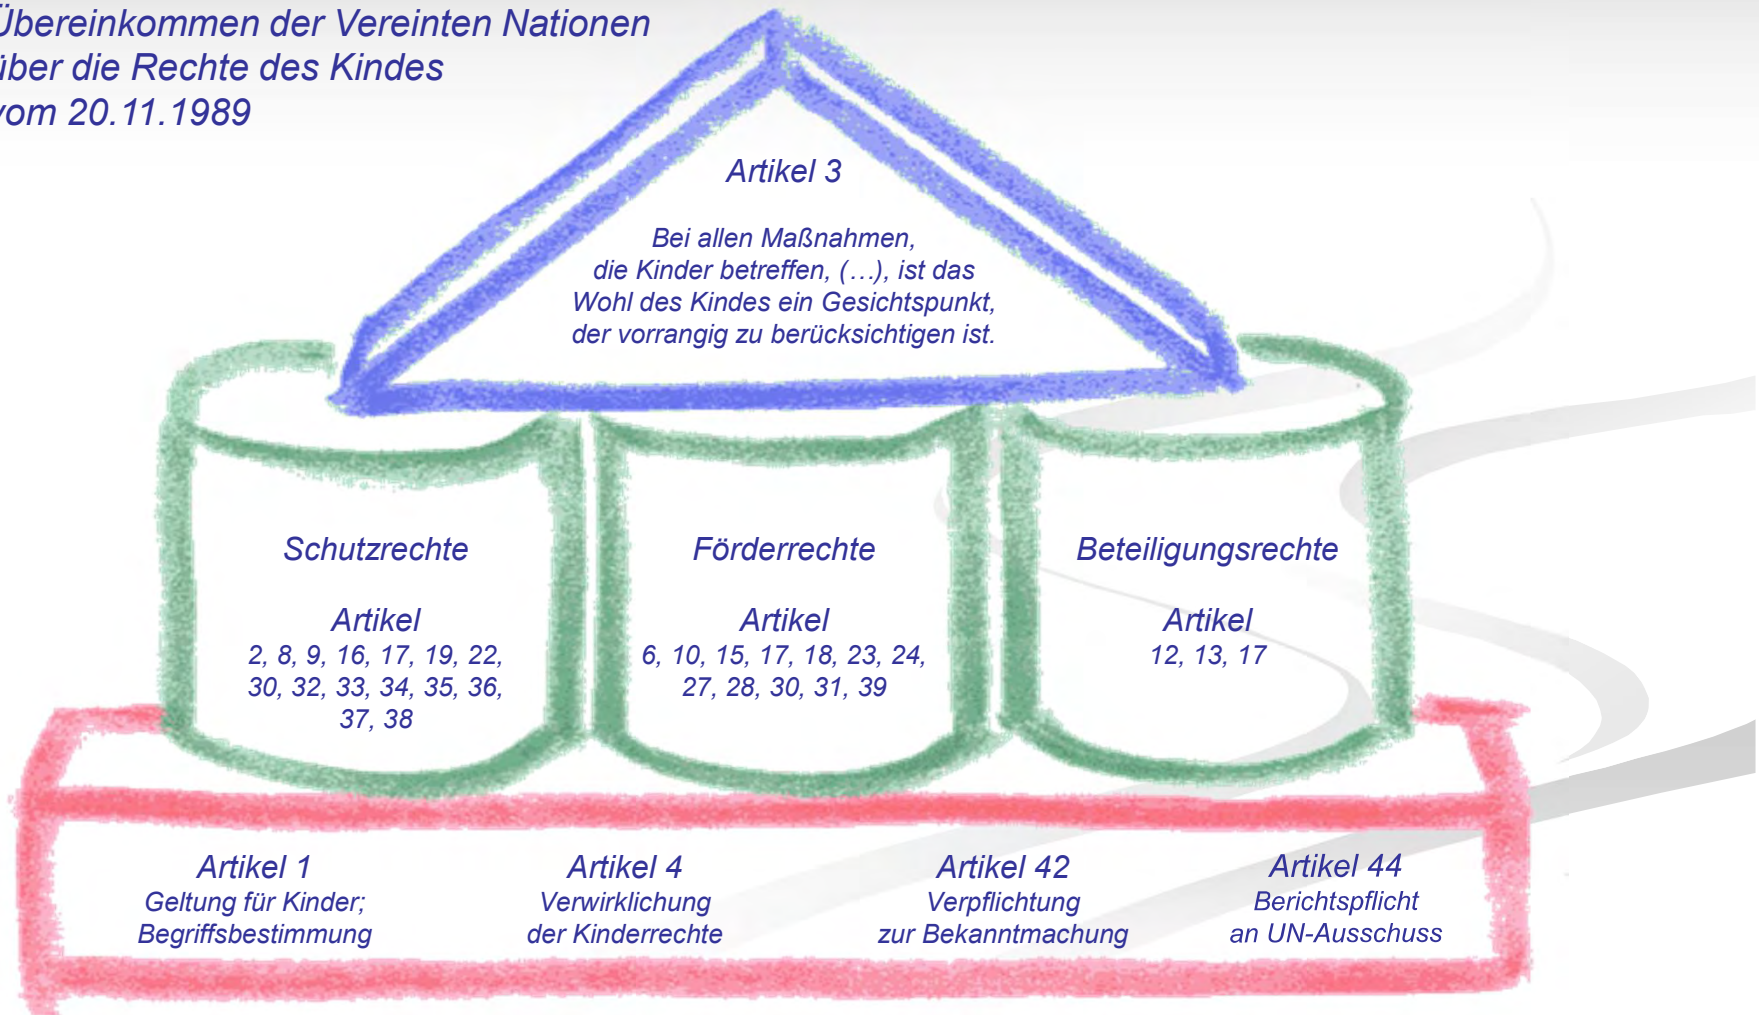 Übereinkommen der Vereinten Nationen
über die Rechte des Kindes
vom 20.11.1989
Artikel 3
Bei allen Maßnahmen,
die Kinder betreffen, (…), ist das
Wohl des Kindes ein Gesichtspunkt,
der vorrangig zu berücksichtigen ist.
Schutzrechte
Artikel
2, 8, 9, 16, 17, 19, 22,
30, 32, 33, 34, 35, 36,
37, 38
Förderrechte
Artikel
6, 10, 15, 17, 18, 23, 24,
27, 28, 30, 31, 39
Beteiligungsrechte
Artikel
12, 13, 17
Artikel 1
Geltung für Kinder;
Begriffsbestimmung
Artikel 4
Verwirklichung
der Kinderrechte
Artikel 42
Verpflichtung
zur Bekanntmachung
Artikel 44
Berichtspflicht
an UN-Ausschuss